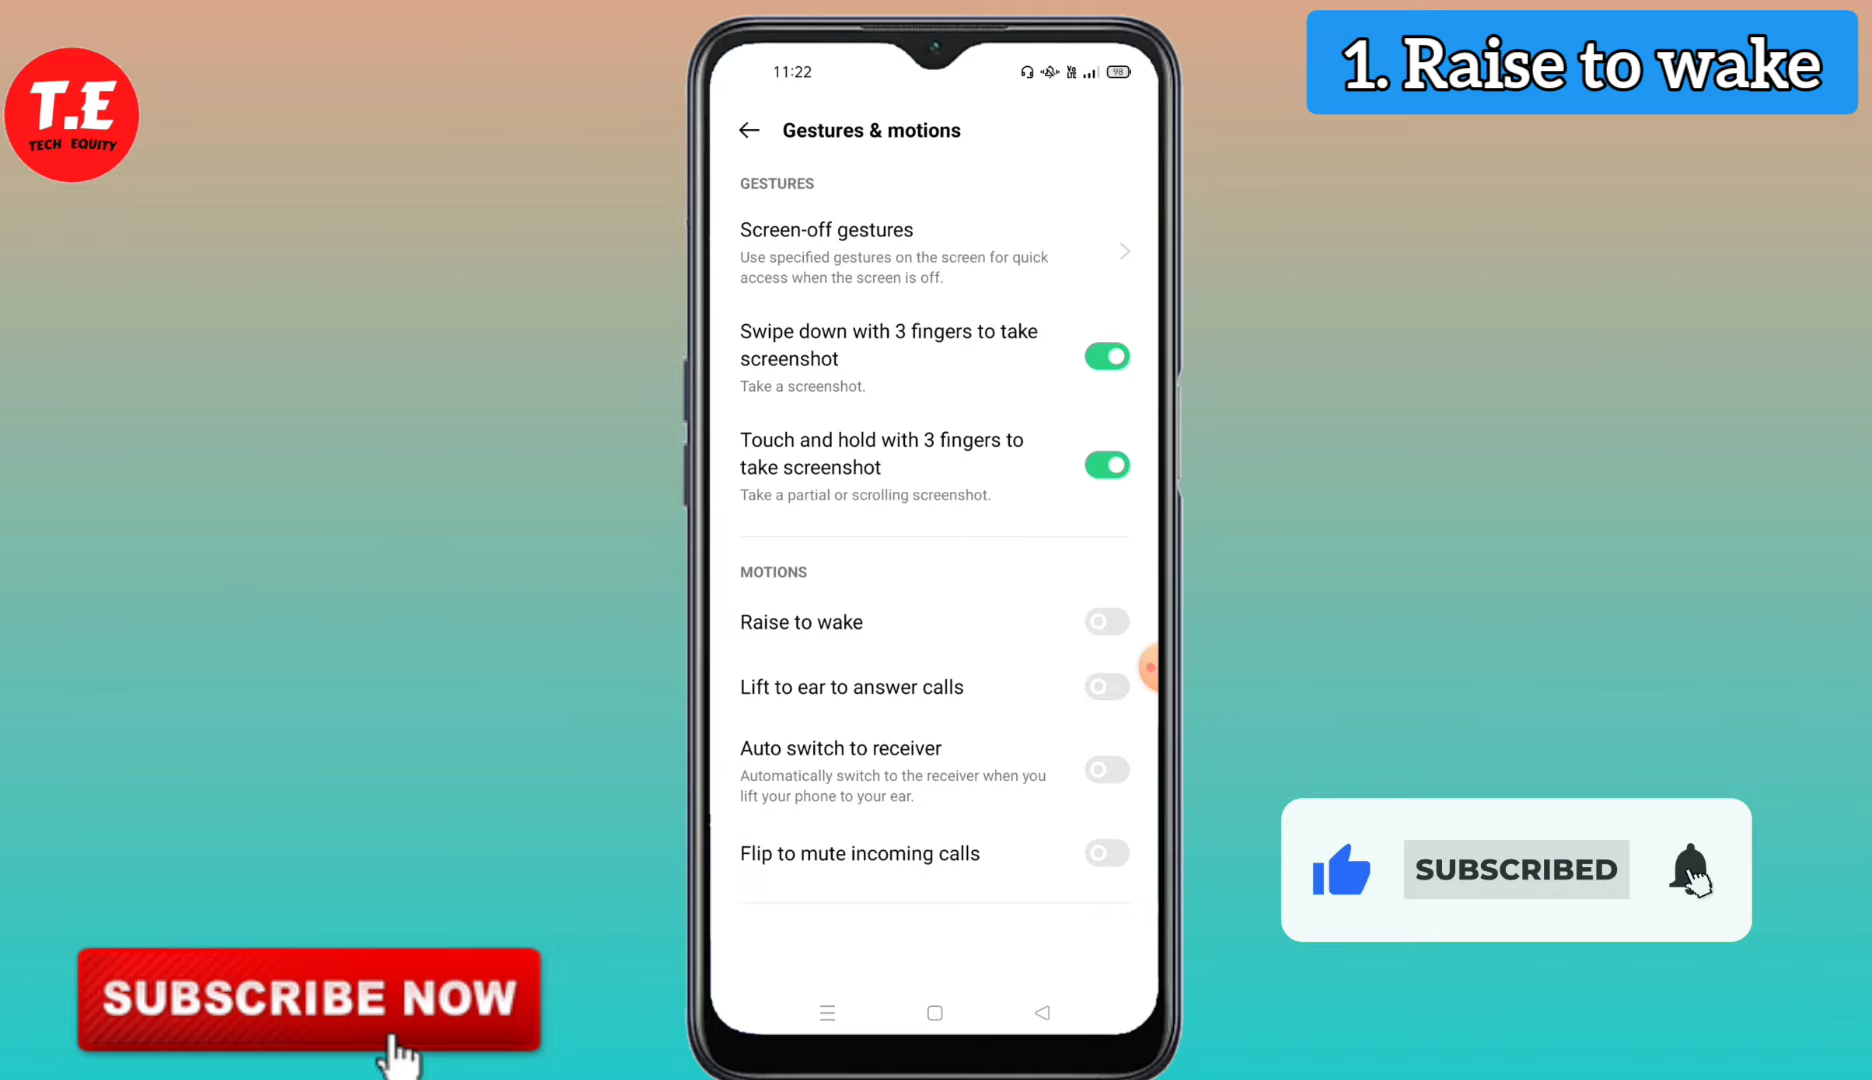 1. Raise to wake
T.E
TECH EQUITY
11:22
98
Gestures & motions
GESTURES
Screen-off gestures
Use specified gestures on the screen for quick
access when the screen is off.
Swipe down with 3 fingers to take
screenshot
Take a screenshot.
Touch and hold with 3 fingers to
take screenshot
Take a partial or scrolling screenshot.
MOTIONS
Raise to wake
Lift to ear to answer calls
Auto switch to receiver
Automatically switch to the receiver when you
lift your phone to your ear.
Flip to mute incoming calls
SUBSCRIBED
SUBSCRIBE NOW